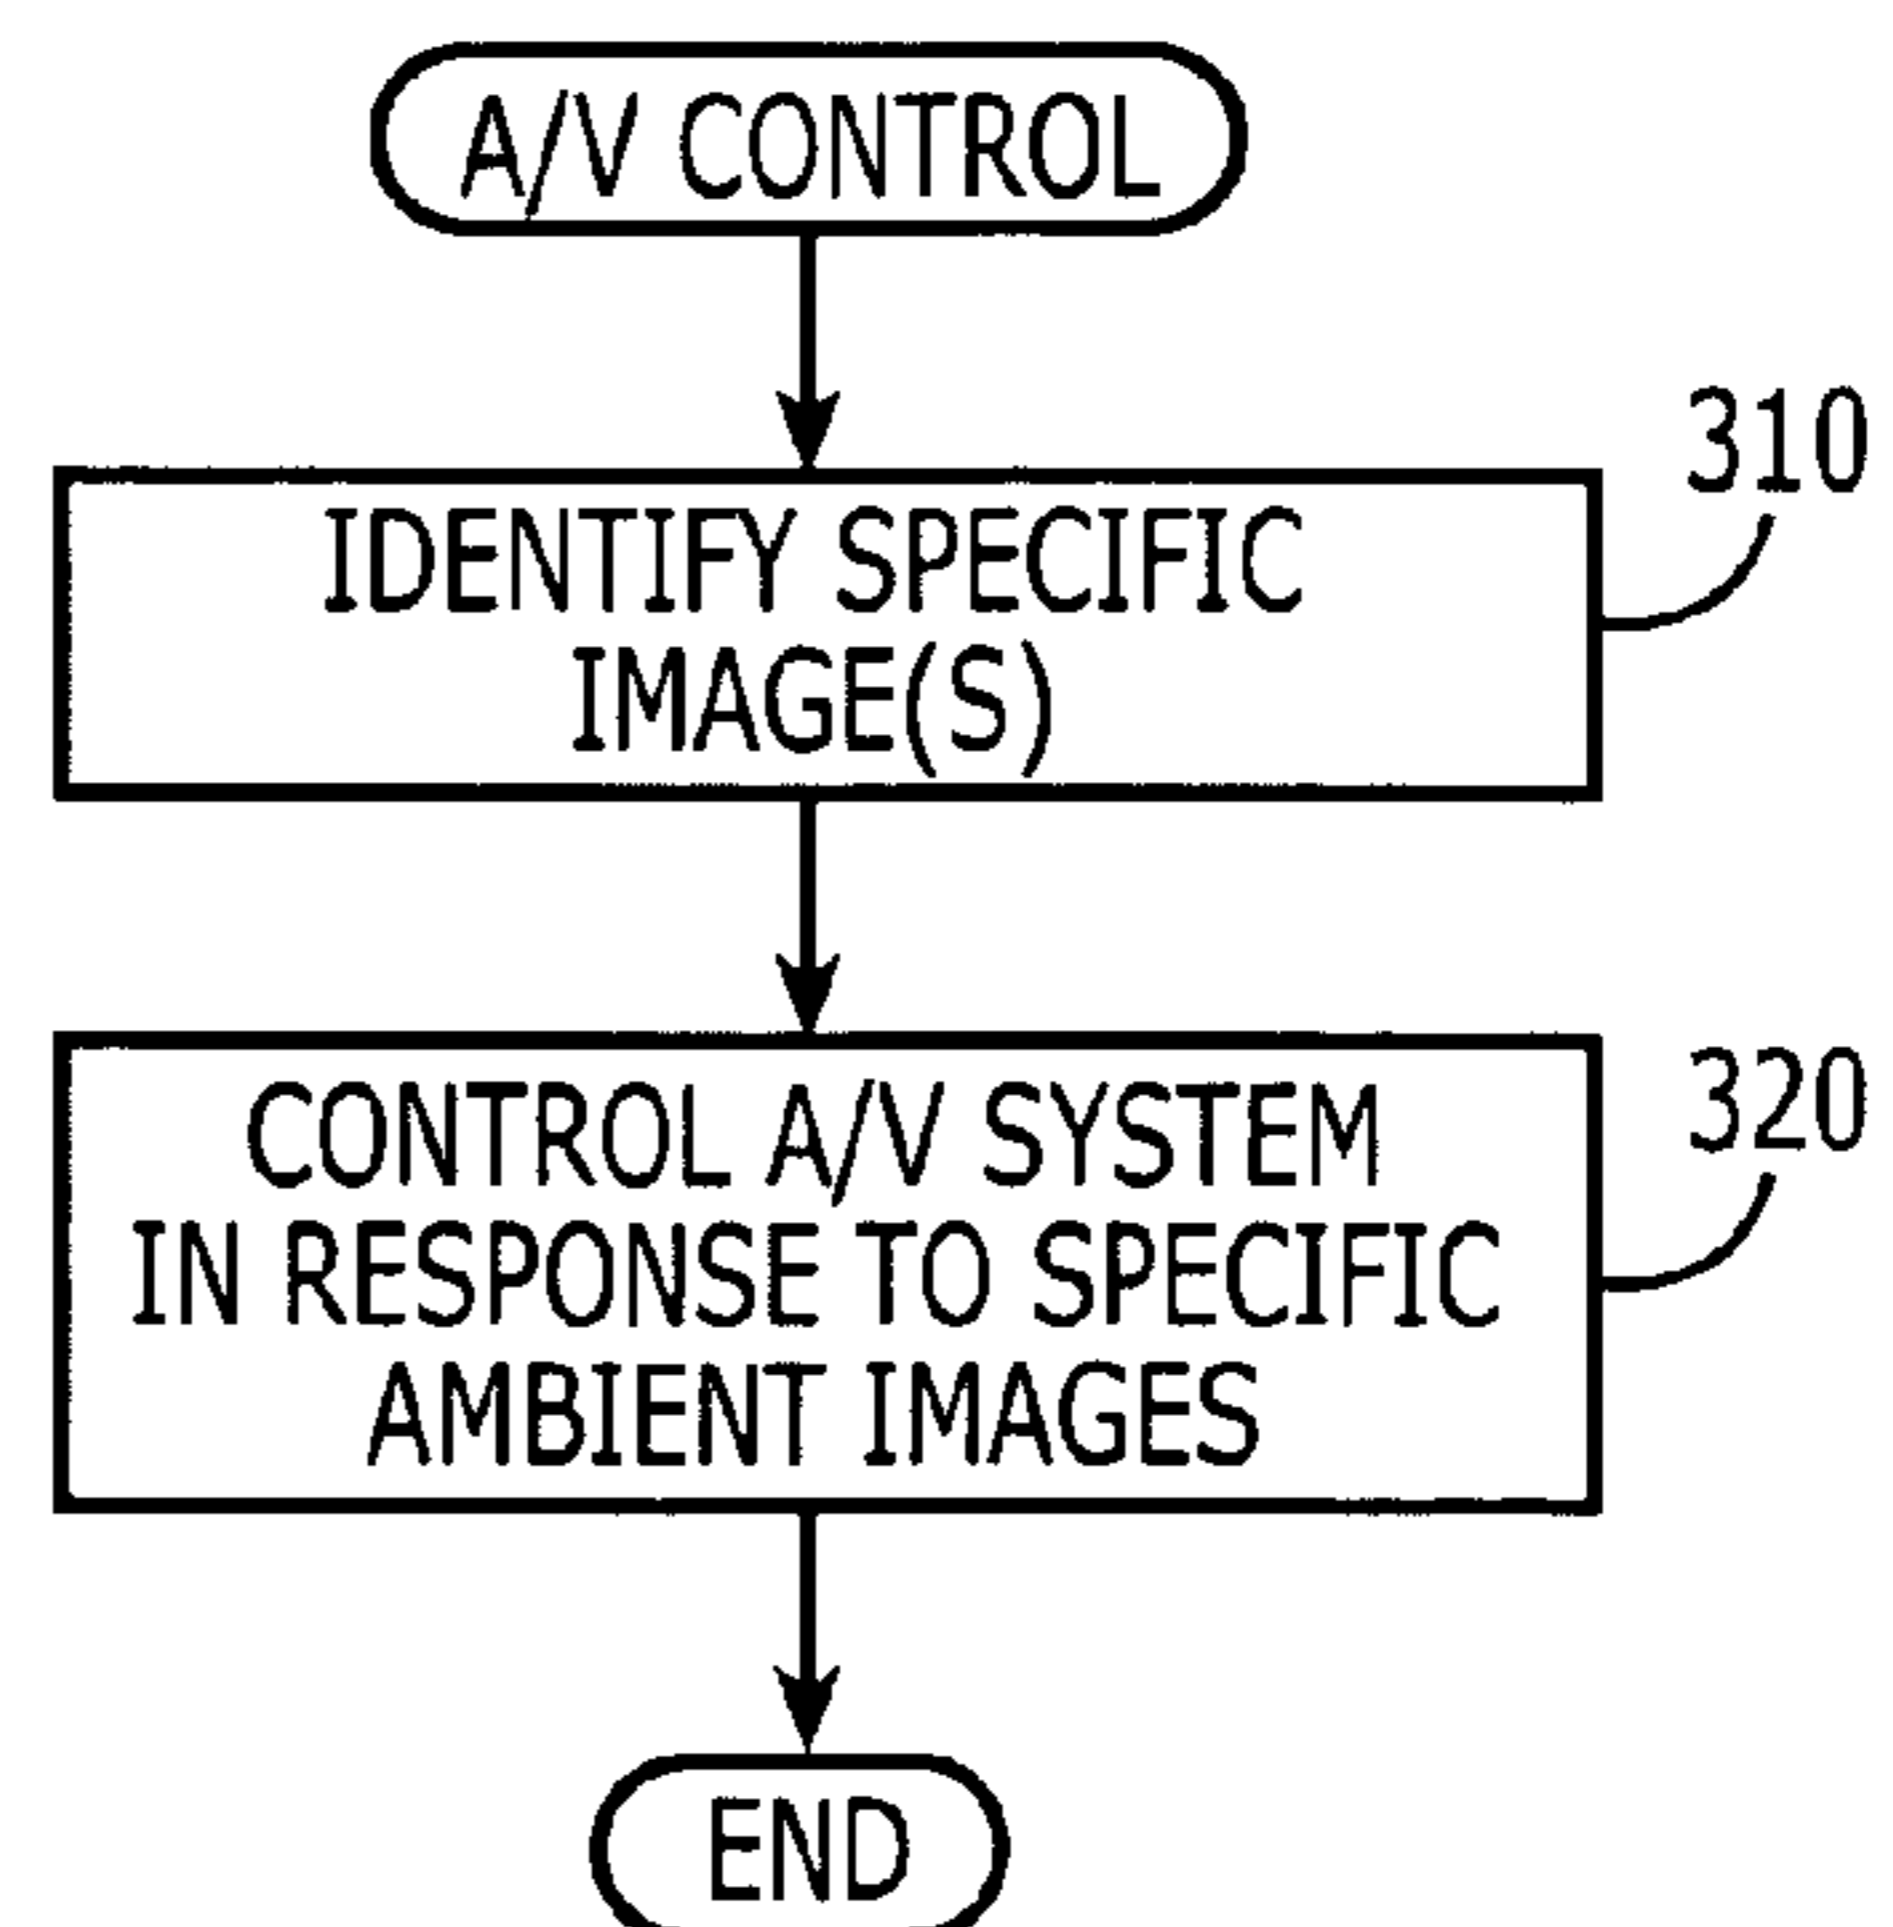 A/V CONTROL
310
IDENTIFY SPECIFIC
IMAGE(S)
320
CONTROL A/V SYSTEM
IN RESPONSE TO SPECIFIC
AMBIENT IMAGES
END